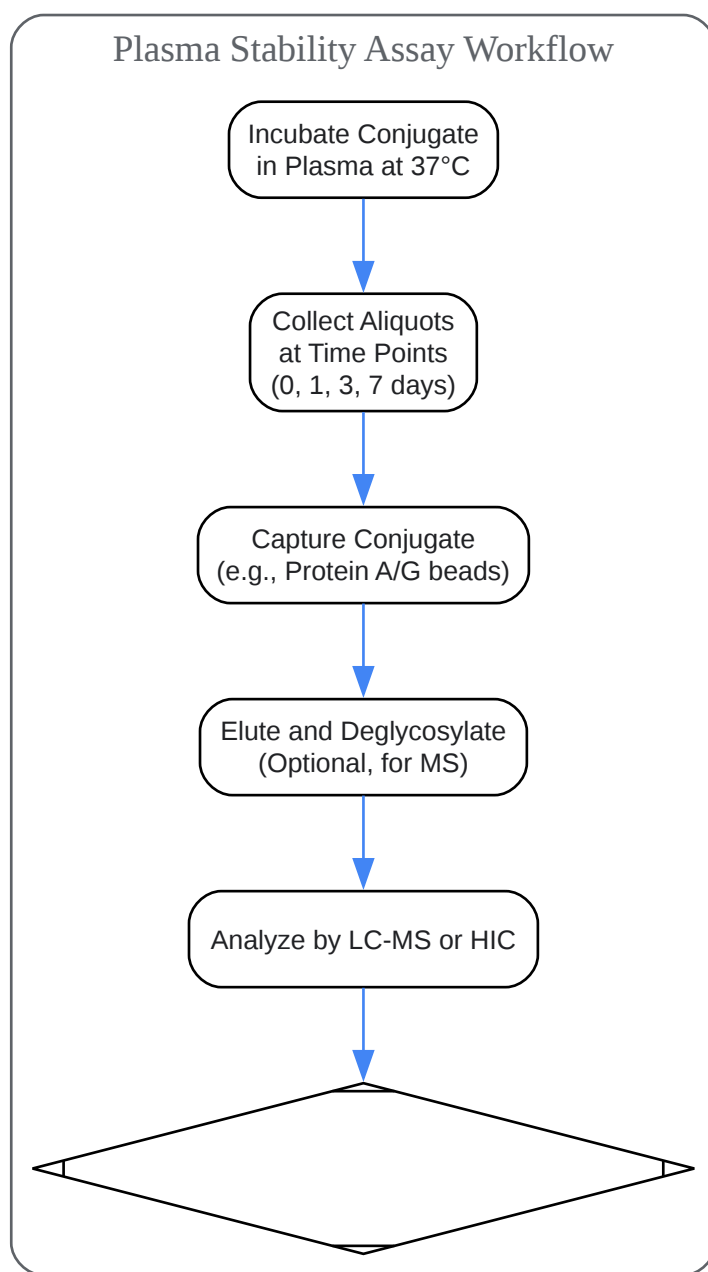 Plasma Stability Assay Workflow
Incubate Conjugate
in Plasma at 37°C
Collect Aliquots
at Time Points
(0, 1, 3, 7 days)
Capture Conjugate
(e.g., Protein A/G beads)
Elute and Deglycosylate
(Optional, for MS)
Analyze by LC-MS or HIC